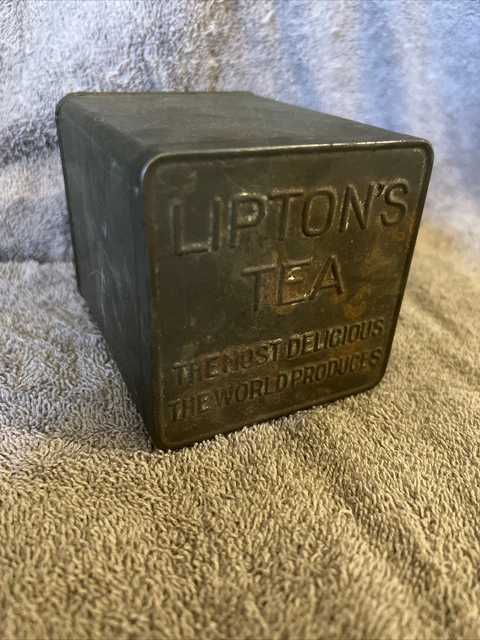 LIPTON'S
TEA
THE MOST DELICIOUS
THE WORLD PRODUCES